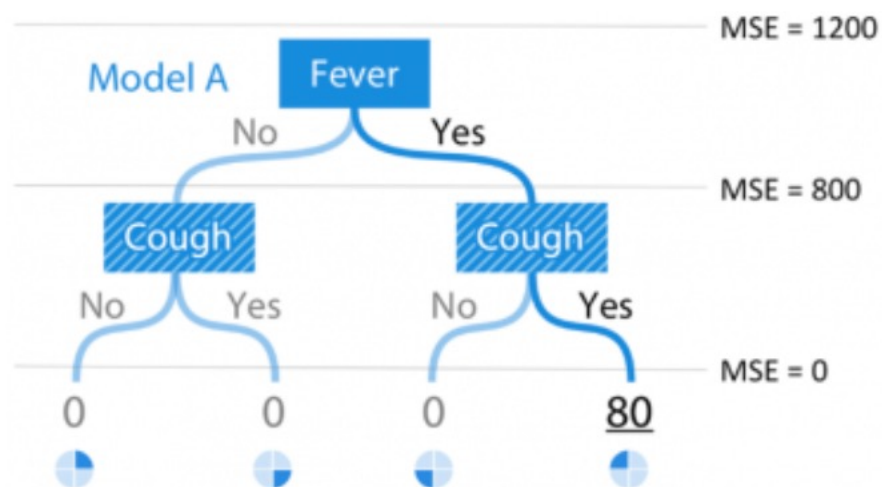 MSE = 1200
Model A
Fever
No
Yes
MSE = 800
Cough
Cough
No
Yes
No
Yes
MSE = 0
0
0
0
80